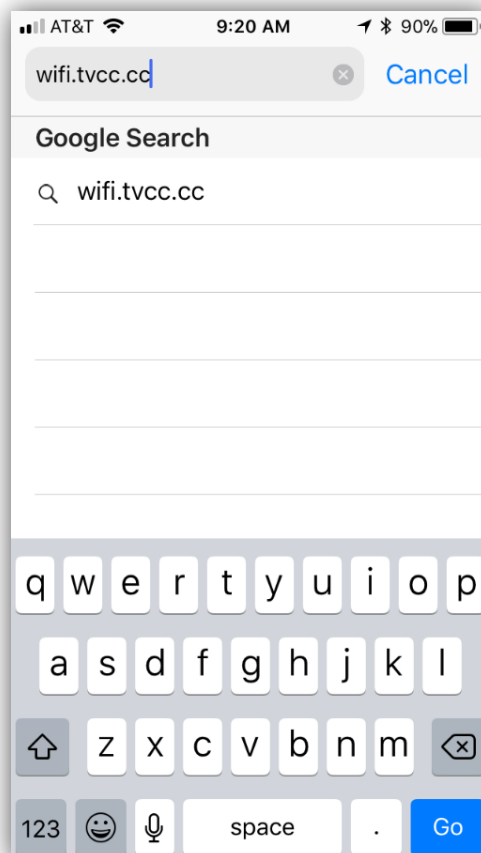 AT&T 9:20 AM 90%
wifi.tvcc.cc Cancel
Google Search
wifi.tvcc.cc
q w e r t y u i o p
a s d f g h j k l
z x c v b n m
123 space . Go